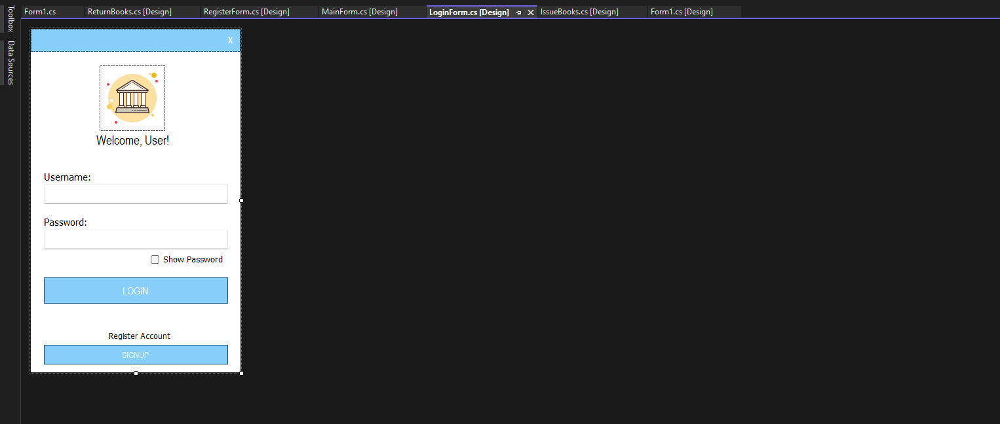 Form1.cs ReturnBooks.cs [Design] RegisterForm.cs [Design] MainForm.cs [Design] LoginForm.cs [Design] IssueBooks.cs [Design] Form1.cs [Design]
Toolbox
Data Sources
X
Welcome, User!
Username:
Password:
Show Password
LOGIN
Register Account
SIGNUP